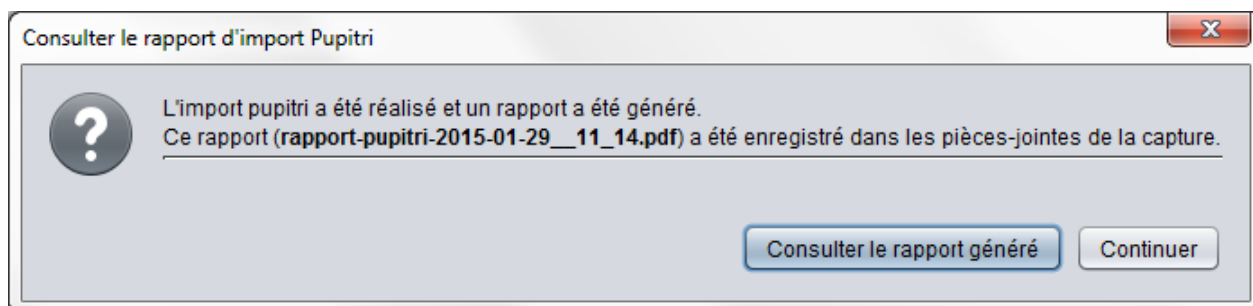 Consulter le rapport d'import Pupitri
L'import pupitri a été réalisé et un rapport a été généré.
Ce rapport (rapport-pupitri-2015-01-29__11_14.pdf) a été enregistré dans les pièces-jointes de la capture.
Consulter le rapport généré Continuer